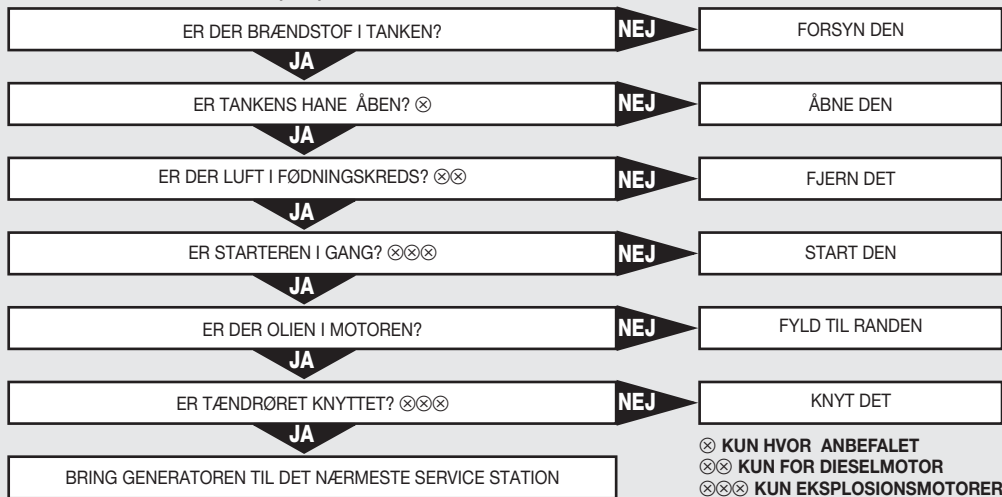 ER DER BRÆNDSTOF I TANKEN?
NEJ
FORSYN DEN
JA
ER TANKENS HANE ÅBEN? ⊗
NEJ
ÅBNE DEN
JA
ER DER LUFT I FØDNINGSKREDS? ⊗⊗
NEJ
FJERN DET
JA
ER STARTEREN I GANG? ⊗⊗⊗
NEJ
START DEN
JA
ER DER OLIEN I MOTOREN?
NEJ
FYLD TIL RANDEN
JA
ER TÆNDRØRET KNYTTET? ⊗⊗⊗
NEJ
KNYT DET
JA
BRING GENERATOREN TIL DET NÆRMESTE SERVICE STATION
⊗ KUN HVOR ANBEFALET
⊗⊗ KUN FOR DIESELMOTOR
⊗⊗⊗ KUN EKSPLOSIONSMOTORER